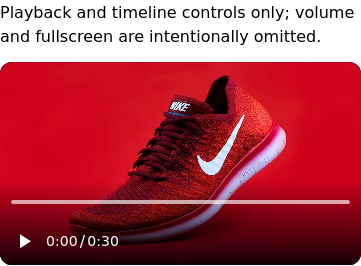 Playback and timeline controls only; volume
and fullscreen are intentionally omitted.
NIKE
0:00/0:30